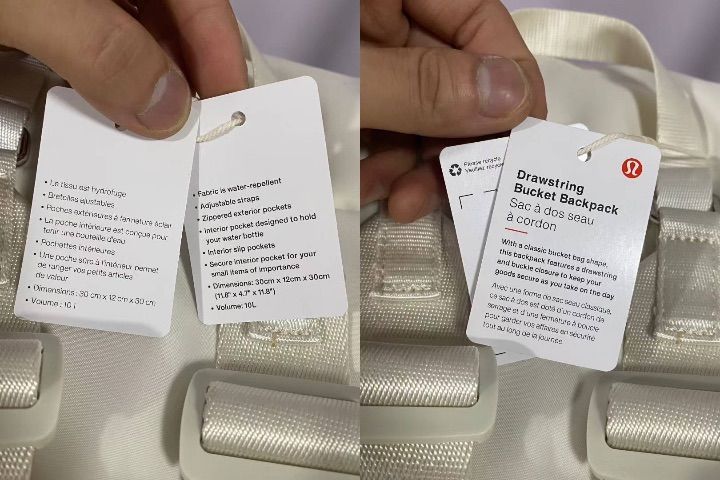 • Le tissu est hydrofuge
• Bretelles ajustables
• Poches extérieures à fermeture éclair
• La poche intérieure est conçue pour
tenir une bouteille d'eau
• Pochettes intérieures
• Une poche sûre à l'intérieur permet
de ranger vos petits articles
de valeur
• Dimensions : 30 cm x 12 cm x 30 cm
• Volume : 10 L
• Fabric is water-repellent
• Adjustable straps
• Zippered exterior pockets
• Interior pocket designed to hold
your water bottle
• Interior slip pockets
• Secure interior pocket for your
small items of importance
• Dimensions: 30cm x 12cm x 30cm
(11.8" x 4.7" x 11.8")
• Volume: 10L
Please recycle
Veuillez recycler
Drawstring
Bucket Backpack
Sac à dos seau
à cordon
With a classic bucket bag shape,
this backpack features a drawstring
and buckle closure to keep your
goods secure as you take on the day
Avec une forme de sac seau classique,
ce sac à dos est doté d'un cordon de
serrage et d'une fermeture à boucle
pour garder vos affaires en sécurité
tout au long de la journée.